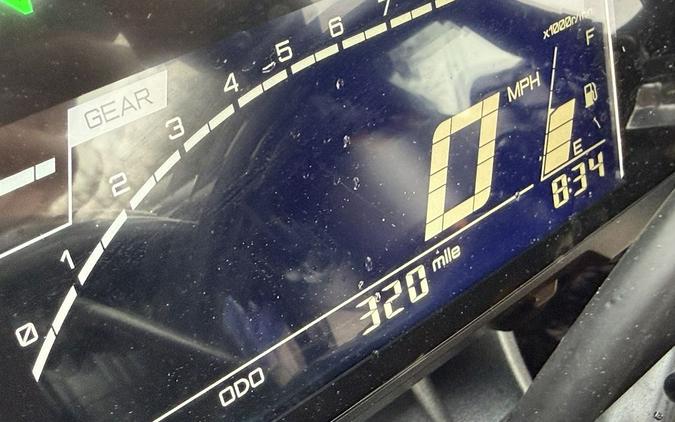 GEAR
0 1 2 3 4 5 6 7
x1000r/min
F
0 MPH
E
8:34
320 mile
ODO